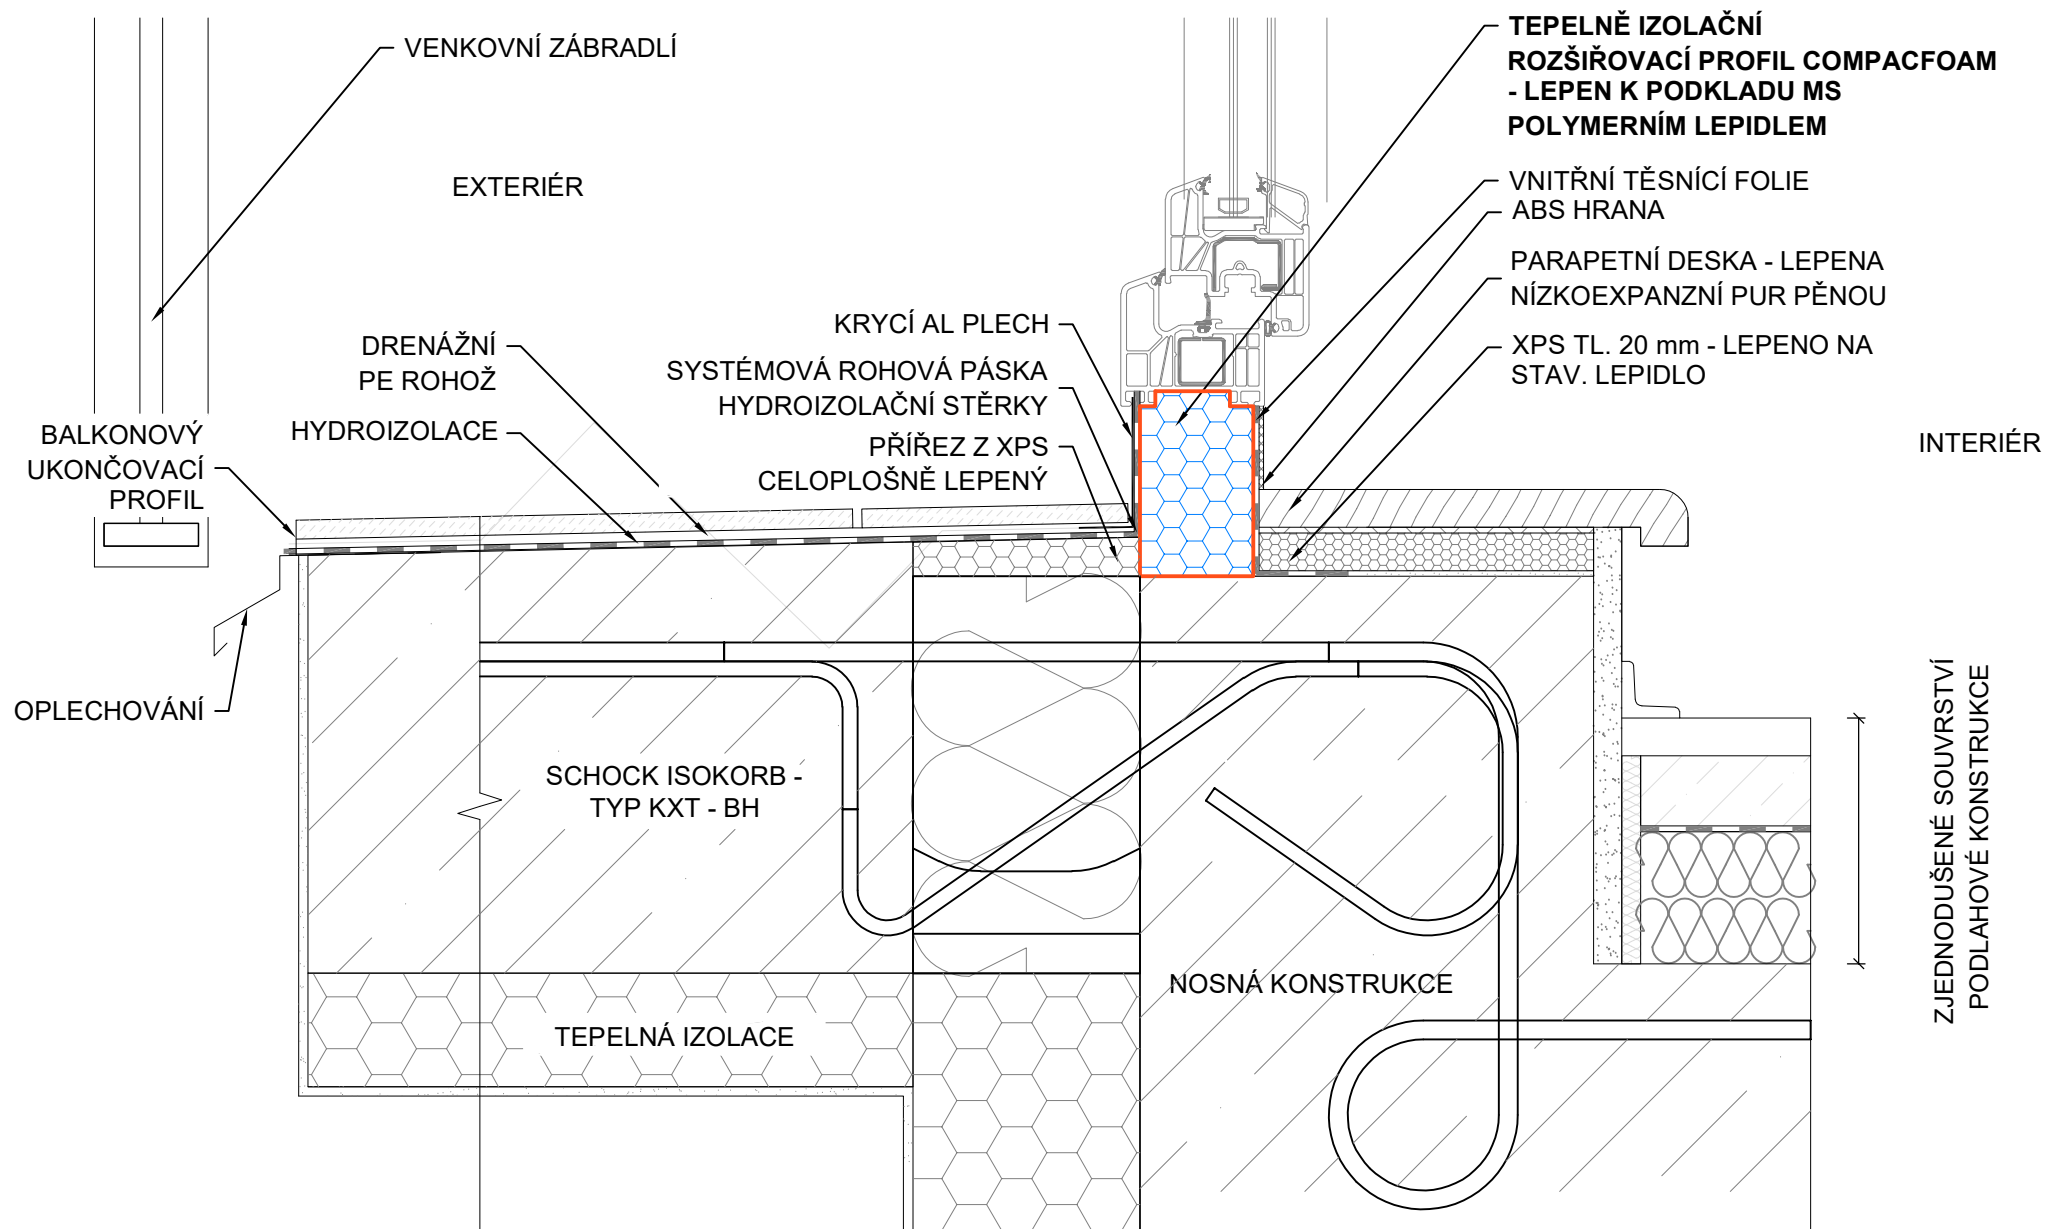 VENKOVNÍ ZÁBRADLÍ
TEPELNĚ IZOLAČNÍ
ROZŠIŘOVACÍ PROFIL COMPACFOAM
- LEPEN K PODKLADU MS
POLYMERNÍM LEPIDLEM
EXTERIÉR
VNITŘNÍ TĚSNÍCÍ FOLIE
ABS HRANA
PARAPETNÍ DESKA - LEPENA
NÍZKOEXPANZNÍ PUR PĚNOU
XPS TL. 20 mm - LEPENO NA
STAV. LEPIDLO
KRYCÍ AL PLECH
DRENÁŽNÍ
PE ROHOŽ
SYSTÉMOVÁ ROHOVÁ PÁSKA
HYDROIZOLAČNÍ STĚRKY
HYDROIZOLACE
PŘÍŘEZ Z XPS
CELOPLOŠNĚ LEPENÝ
BALKONOVÝ
UKONČOVACÍ
PROFIL
INTERIÉR
OPLECHOVÁNÍ
SCHOCK ISOKORB -
TYP KXT - BH
NOSNÁ KONSTRUKCE
TEPELNÁ IZOLACE
ZJEDNODUŠENÉ SOUVRSTVÍ
PODLAHOVÉ KONSTRUKCE